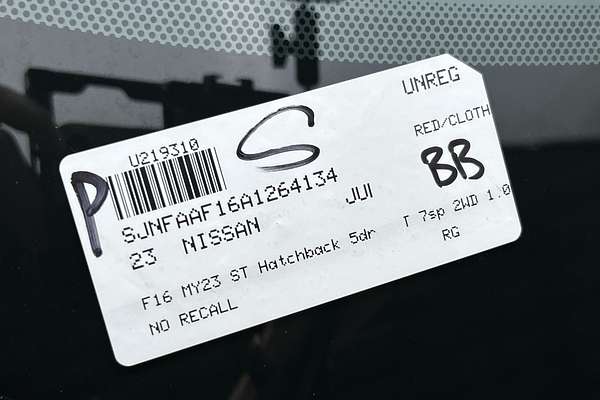 UNREG
U219310
S
RED/CLOTH
P
BB
SJNFAAF16A1264134
23 NISSAN JUI
F16 MY23 ST Hatchback 5dr T 7sp 2WD 1.0
NO RECALL RG